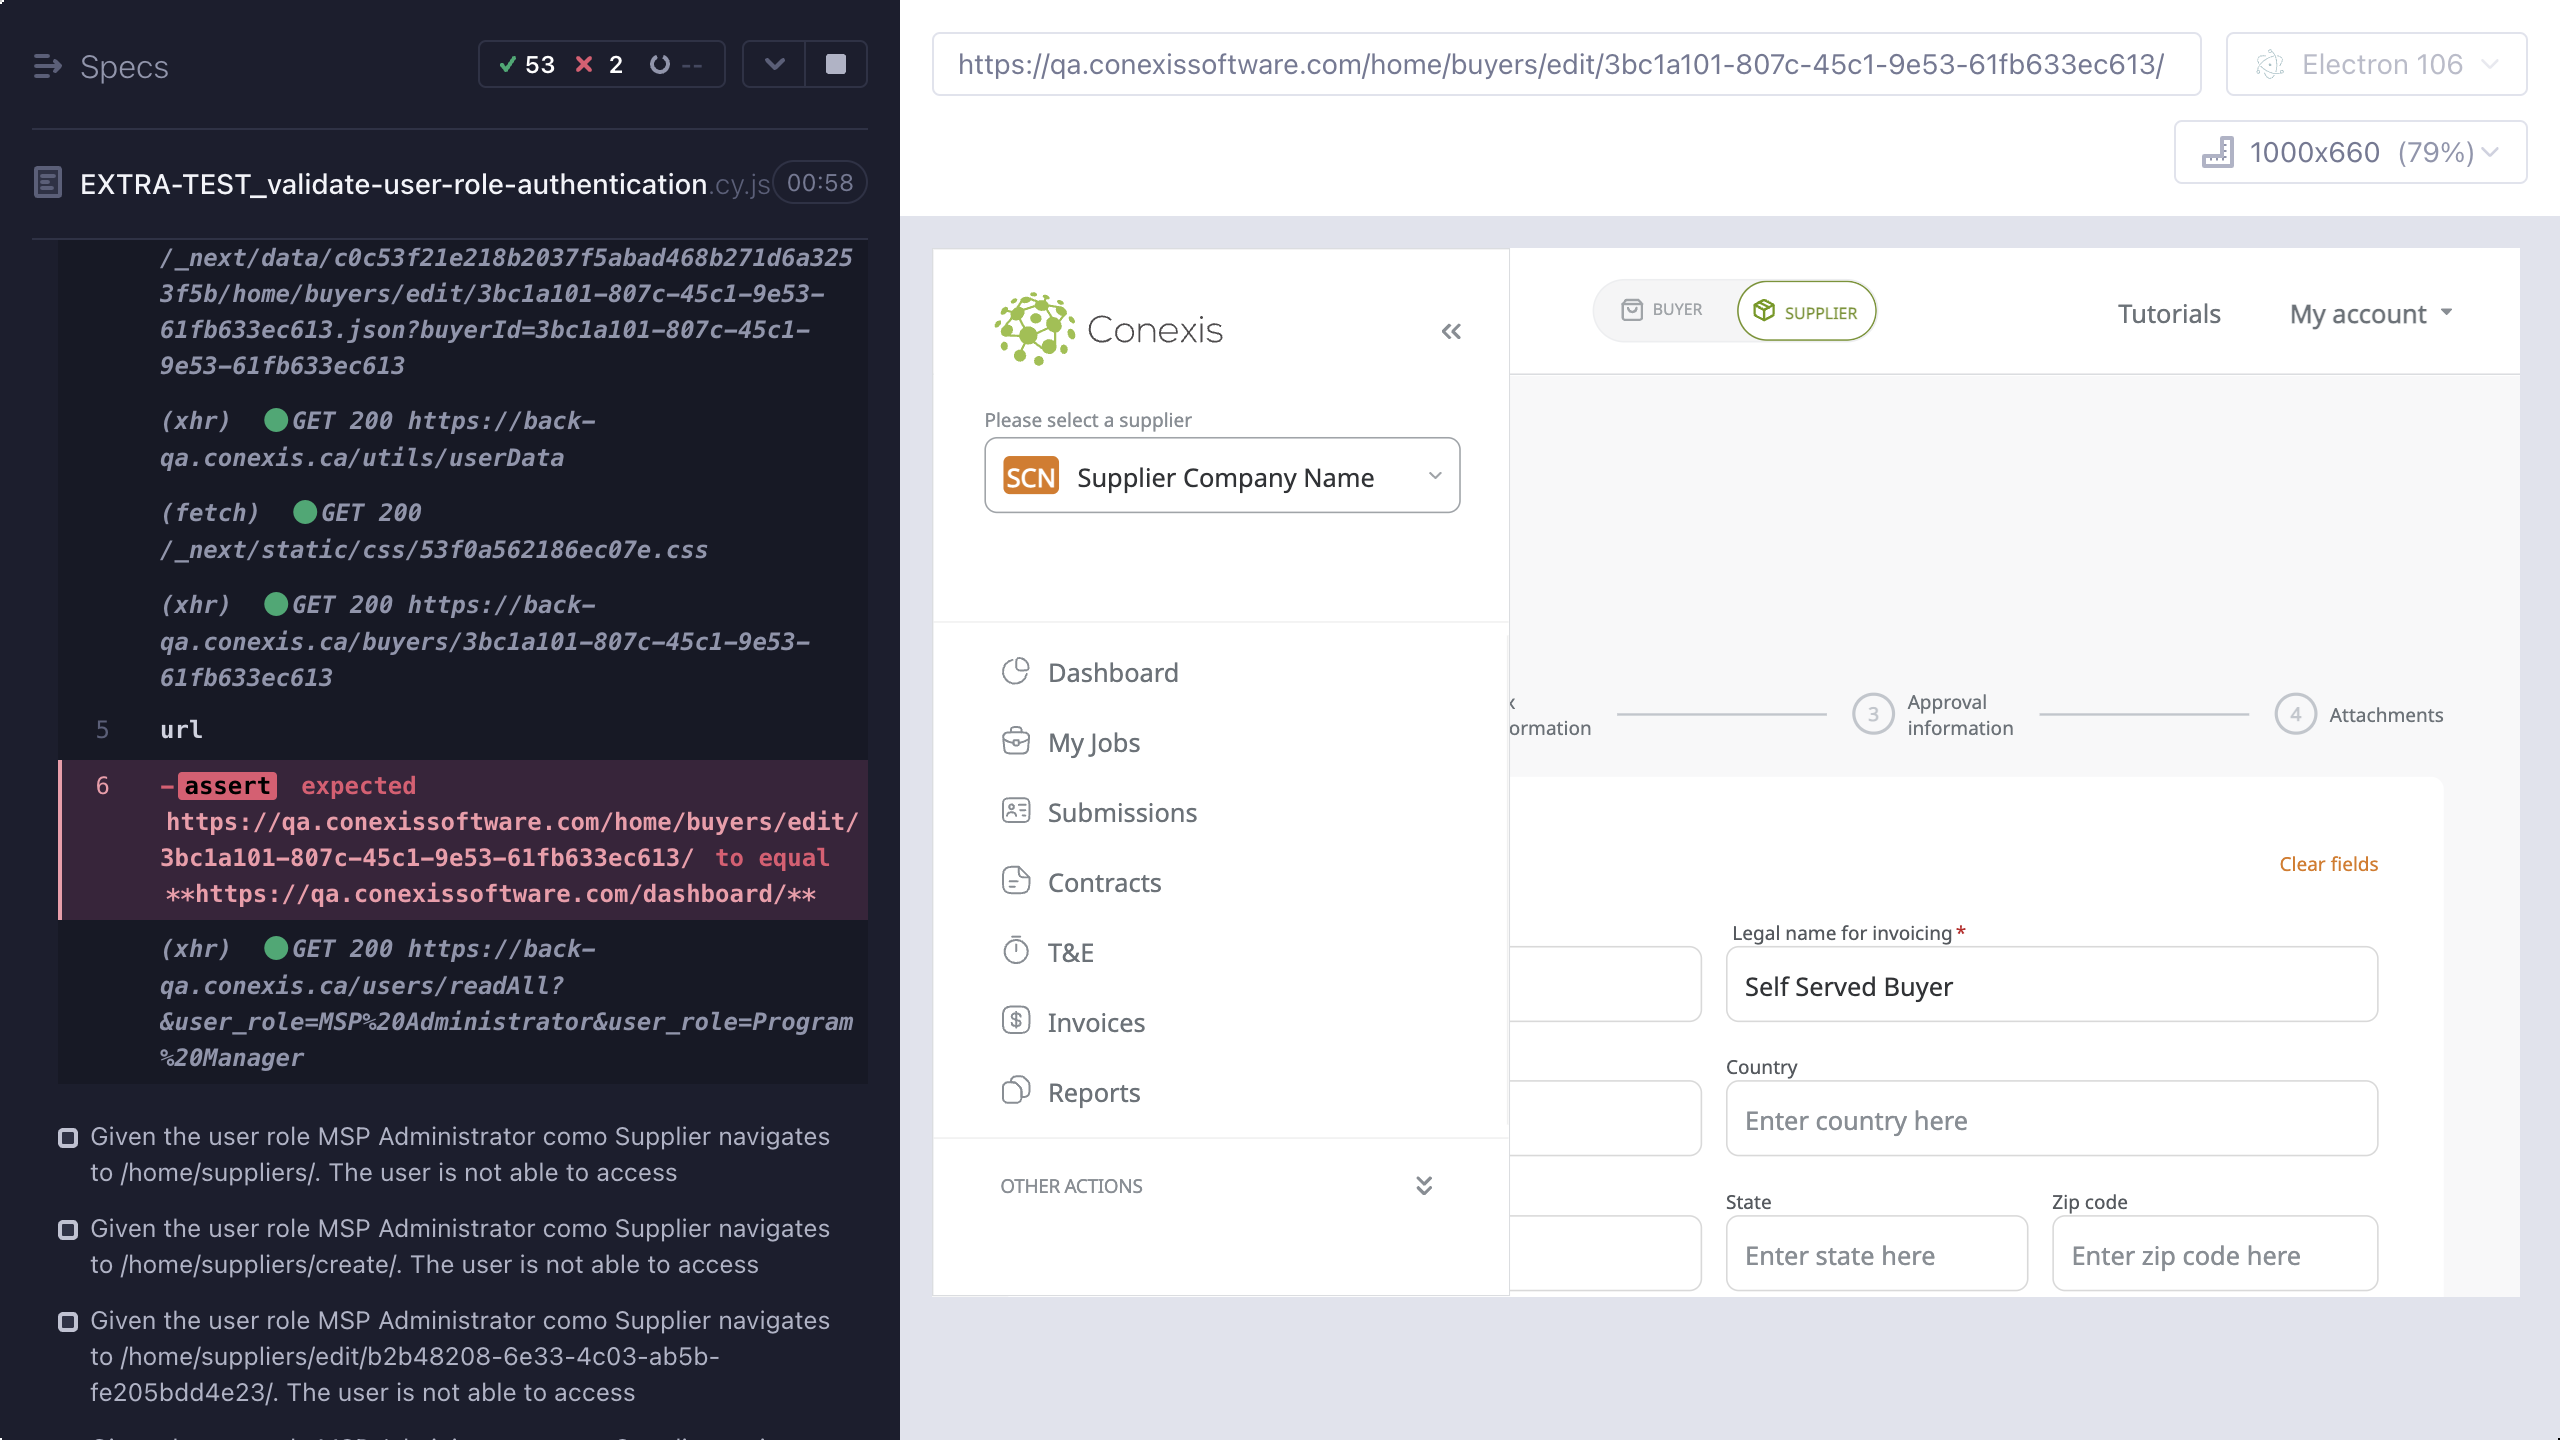 Specs
53
2
--
EXTRA-TEST_validate-user-role-authentication.cy.js
00:58
/_next/data/c0c53f21e218b2037f5abad468b271d6a325
3f5b/home/buyers/edit/3bc1a101-807c-45c1-9e53-
61fb633ec613.json?buyerId=3bc1a101-807c-45c1-
9e53-61fb633ec613
(xhr) GET 200 https://back-
qa.conexis.ca/utils/userData
(fetch) GET 200
/_next/static/css/53f0a562186ec07e.css
(xhr) GET 200 https://back-
qa.conexis.ca/buyers/3bc1a101-807c-45c1-9e53-
61fb633ec613
5 url
6 -assert expected
https://qa.conexissoftware.com/home/buyers/edit/
3bc1a101-807c-45c1-9e53-61fb633ec613/ to equal
**https://qa.conexissoftware.com/dashboard/**
(xhr) GET 200 https://back-
qa.conexis.ca/users/readAll?
&user_role=MSP%20Administrator&user_role=Program
%20Manager
Given the user role MSP Administrator como Supplier navigates
to /home/suppliers/. The user is not able to access
Given the user role MSP Administrator como Supplier navigates
to /home/suppliers/create/. The user is not able to access
Given the user role MSP Administrator como Supplier navigates
to /home/suppliers/edit/b2b48208-6e33-4c03-ab5b-
fe205bdd4e23/. The user is not able to access
https://qa.conexissoftware.com/home/buyers/edit/3bc1a101-807c-45c1-9e53-61fb633ec613/
Electron 106
1000x660 (79%)
Conexis
BUYER
SUPPLIER
Tutorials
My account
Please select a supplier
SCN Supplier Company Name
Dashboard
My Jobs
Submissions
Contracts
T&E
Invoices
Reports
OTHER ACTIONS
x
ormation
3
Approval
information
4
Attachments
Clear fields
Legal name for invoicing*
Self Served Buyer
Country
Enter country here
State
Zip code
Enter state here
Enter zip code here